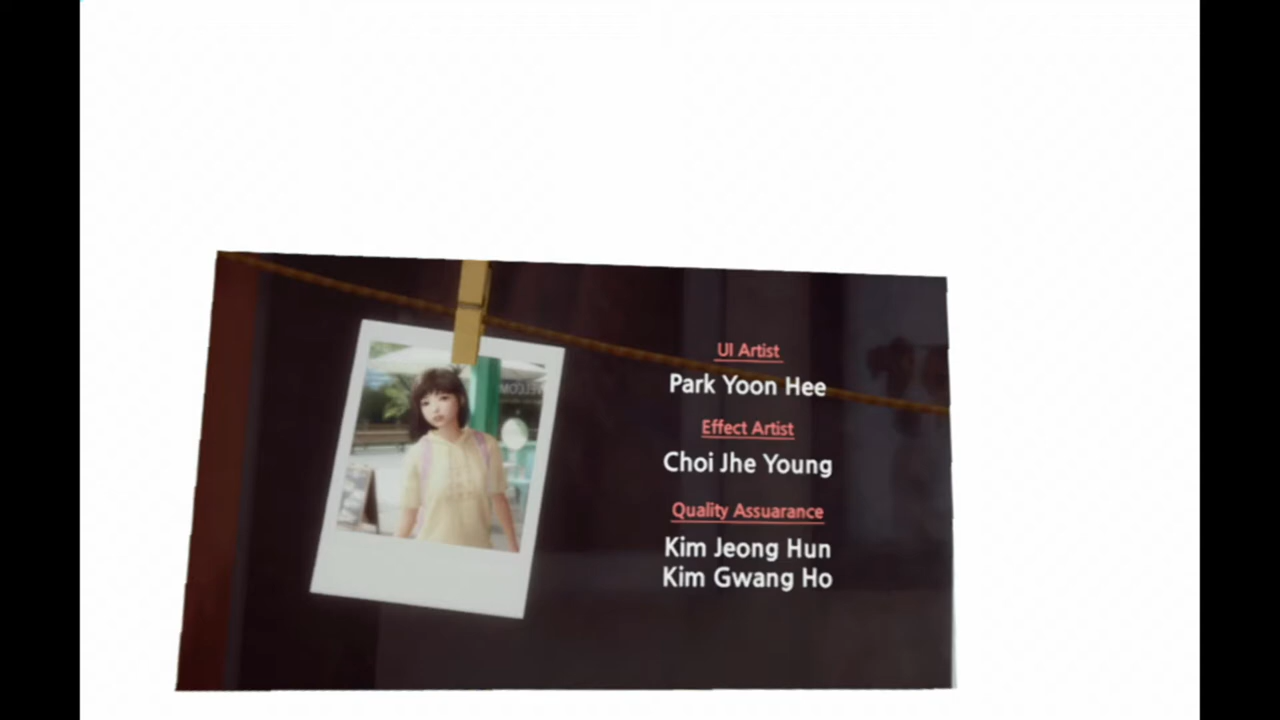 UI Artist
Park Yoon Hee
Effect Artist
Choi Jhe Young
Quality Assuarance
Kim Jeong Hun
Kim Gwang Ho